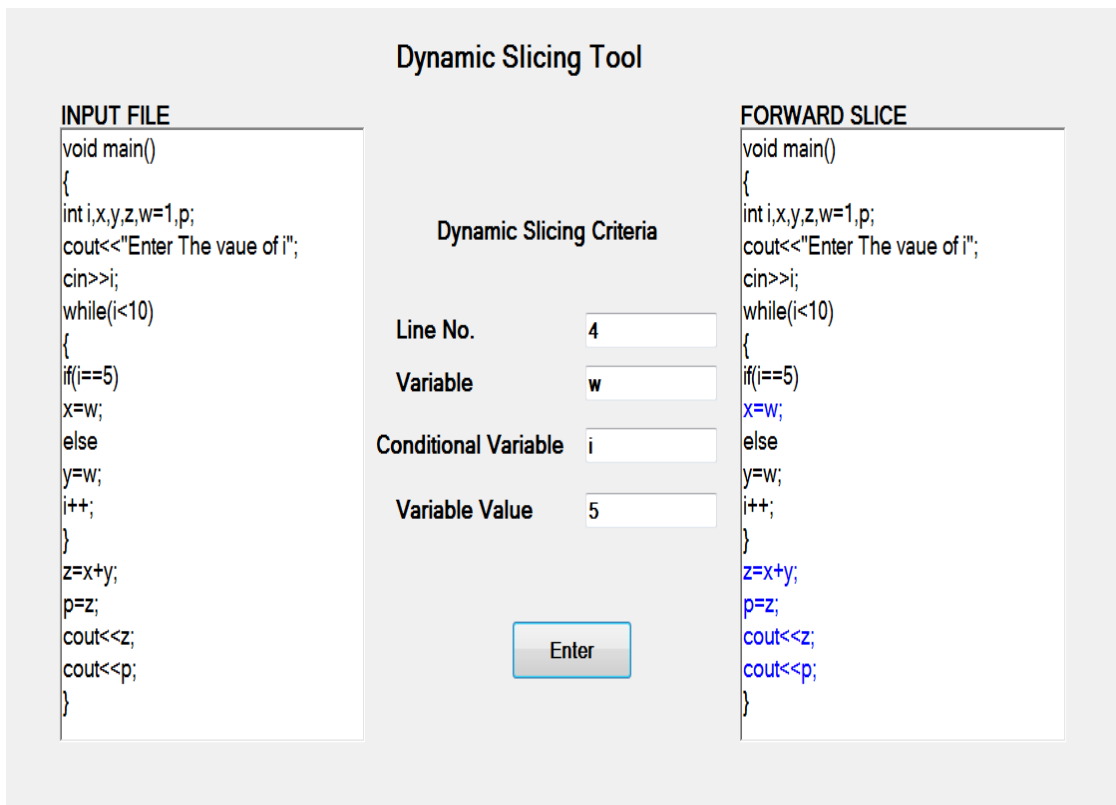 Dynamic Slicing Tool
INPUT FILE
void main()
{
int i,x,y,z,w=1,p;
cout<<"Enter The vaue of i";
cin>>i;
while(i<10)
{
if(i==5)
x=w;
else
y=w;
i++;
}
z=x+y;
p=z;
cout<<z;
cout<<p;
}
Dynamic Slicing Criteria
Line No. 4
Variable w
Conditional Variable i
Variable Value 5
Enter
FORWARD SLICE
void main()
{
int i,x,y,z,w=1,p;
cout<<"Enter The vaue of i";
cin>>i;
while(i<10)
{
if(i==5)
x=w;
else
y=w;
i++;
}
z=x+y;
p=z;
cout<<z;
cout<<p;
}